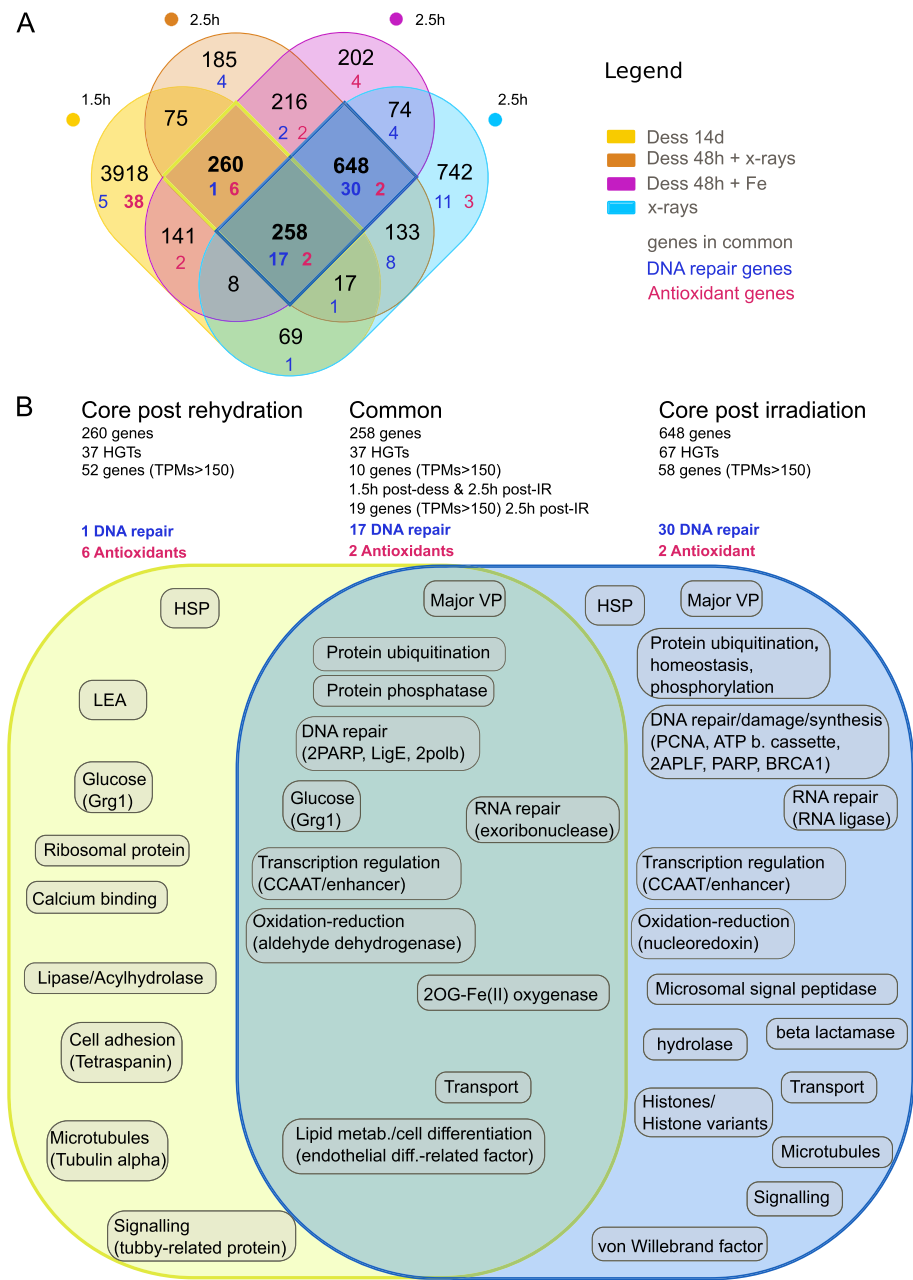 A
2.5h
2.5h
1.5h
2.5h
185
4
202
4
75
216
2 2
74
4
3918
5 38
260
1 6
648
30 2
742
11 3
141
2
258
17 2
133
8
8
17
1
69
1
Legend
Dess 14d
Dess 48h + x-rays
Dess 48h + Fe
x-rays
genes in common
DNA repair genes
Antioxidant genes
B
Core post rehydration
260 genes
37 HGTs
52 genes (TPMs>150)
1 DNA repair
6 Antioxidants
Common
258 genes
37 HGTs
10 genes (TPMs>150)
1.5h post-dess & 2.5h post-IR
19 genes (TPMs>150) 2.5h post-IR
17 DNA repair
2 Antioxidants
Core post irradiation
648 genes
67 HGTs
58 genes (TPMs>150)
30 DNA repair
2 Antioxidant
HSP
LEA
Glucose
(Grg1)
Ribosomal protein
Calcium binding
Lipase/Acylhydrolase
Cell adhesion
(Tetraspanin)
Microtubules
(Tubulin alpha)
Signalling
(tubby-related protein)
Major VP
Protein ubiquitination
Protein phosphatase
DNA repair
(2PARP, LigE, 2polb)
Glucose
(Grg1)
RNA repair
(exoribonuclease)
Transcription regulation
(CCAAT/enhancer)
Oxidation-reduction
(aldehyde dehydrogenase)
2OG-Fe(II) oxygenase
Transport
Lipid metab./cell differentiation
(endothelial diff.-related factor)
HSP
Major VP
Protein ubiquitination,
homeostasis,
phosphorylation
DNA repair/damage/synthesis
(PCNA, ATP b. cassette,
2APLF, PARP, BRCA1)
RNA repair
(RNA ligase)
Transcription regulation
(CCAAT/enhancer)
Oxidation-reduction
(nucleoredoxin)
Microsomal signal peptidase
beta lactamase
hydrolase
Transport
Histones/
Histone variants
Microtubules
Signalling
von Willebrand factor